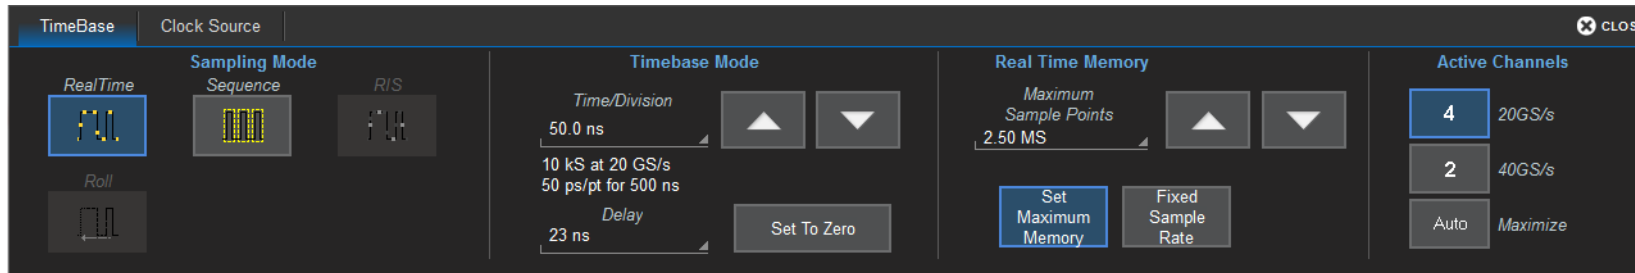 TimeBase
Clock Source
CLOS
Sampling Mode
RealTime
Sequence
RIS
Roll
Timebase Mode
Time/Division
50.0 ns
10 kS at 20 GS/s
50 ps/pt for 500 ns
Delay
23 ns
Set To Zero
Real Time Memory
Maximum
Sample Points
2.50 MS
Set
Maximum
Memory
Fixed
Sample
Rate
Active Channels
4
20GS/s
2
40GS/s
Auto
Maximize